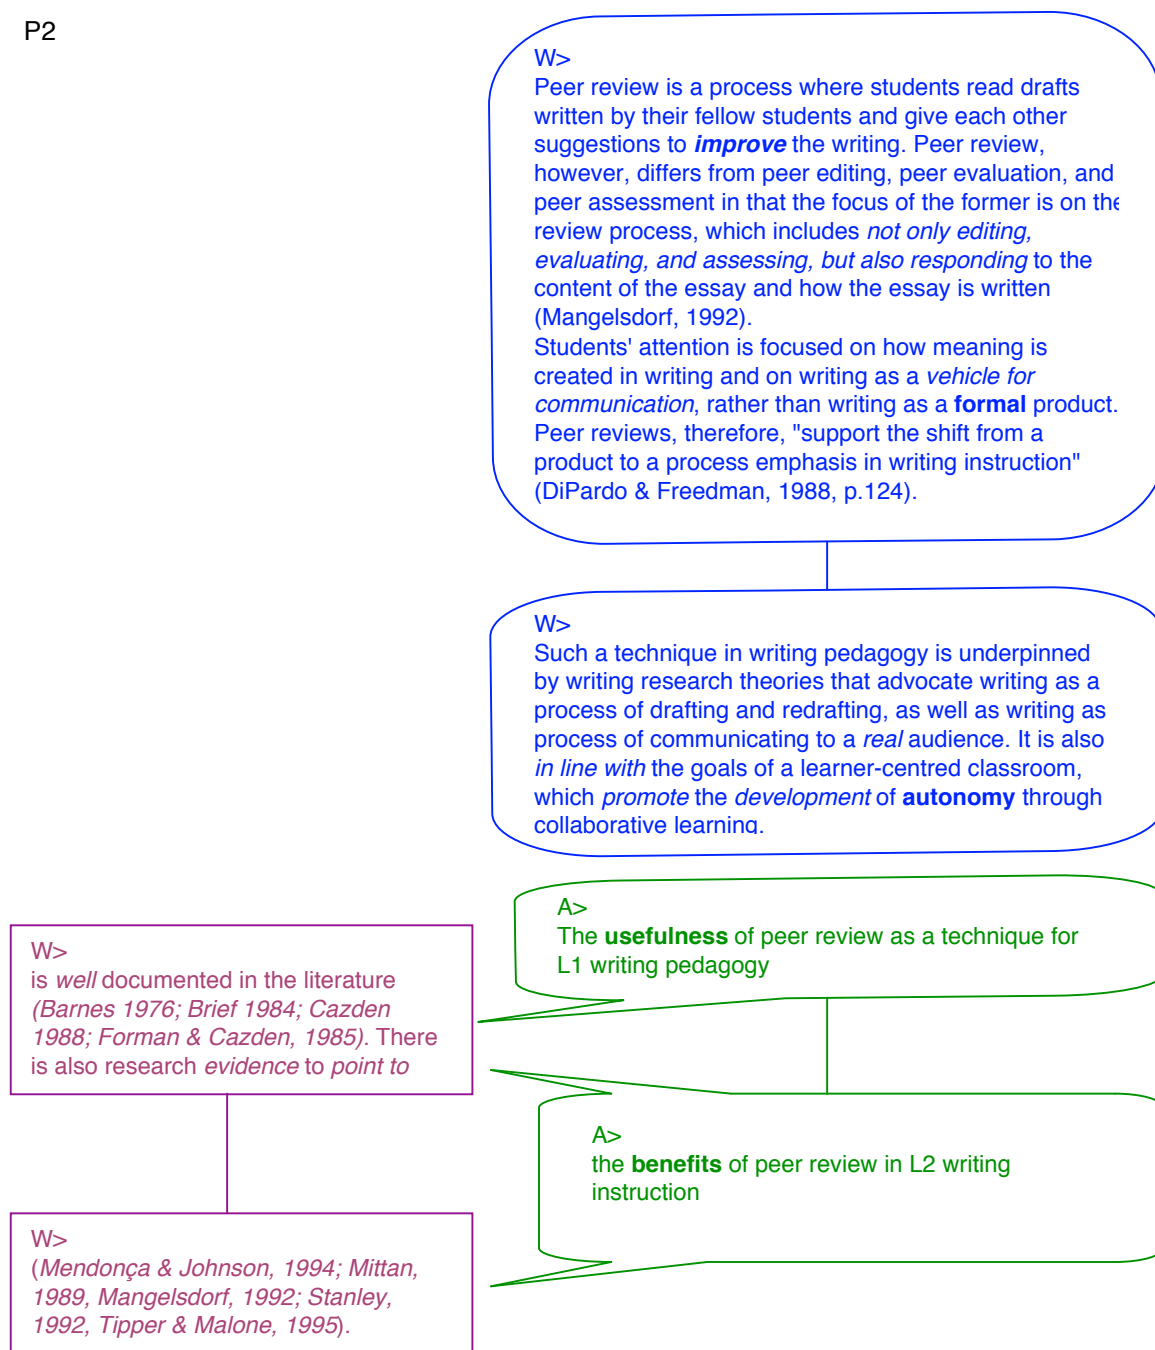 P2
W>
Peer review is a process where students read drafts
written by their fellow students and give each other
suggestions to improve the writing. Peer review,
however, differs from peer editing, peer evaluation, and
peer assessment in that the focus of the former is on the
review process, which includes not only editing,
evaluating, and assessing, but also responding to the
content of the essay and how the essay is written
(Mangelsdorf, 1992).
Students' attention is focused on how meaning is
created in writing and on writing as a vehicle for
communication, rather than writing as a formal product.
Peer reviews, therefore, "support the shift from a
product to a process emphasis in writing instruction"
(DiPardo & Freedman, 1988, p.124).
W>
Such a technique in writing pedagogy is underpinned
by writing research theories that advocate writing as a
process of drafting and redrafting, as well as writing as
process of communicating to a real audience. It is also
in line with the goals of a learner-centred classroom,
which promote the development of autonomy through
collaborative learning.
A>
The usefulness of peer review as a technique for
L1 writing pedagogy
W>
is well documented in the literature
(Barnes 1976; Brief 1984; Cazden
1988; Forman & Cazden, 1985). There
is also research evidence to point to
A>
the benefits of peer review in L2 writing
instruction
W>
(Mendonça & Johnson, 1994; Mittan,
1989, Mangelsdorf, 1992; Stanley,
1992, Tipper & Malone, 1995).